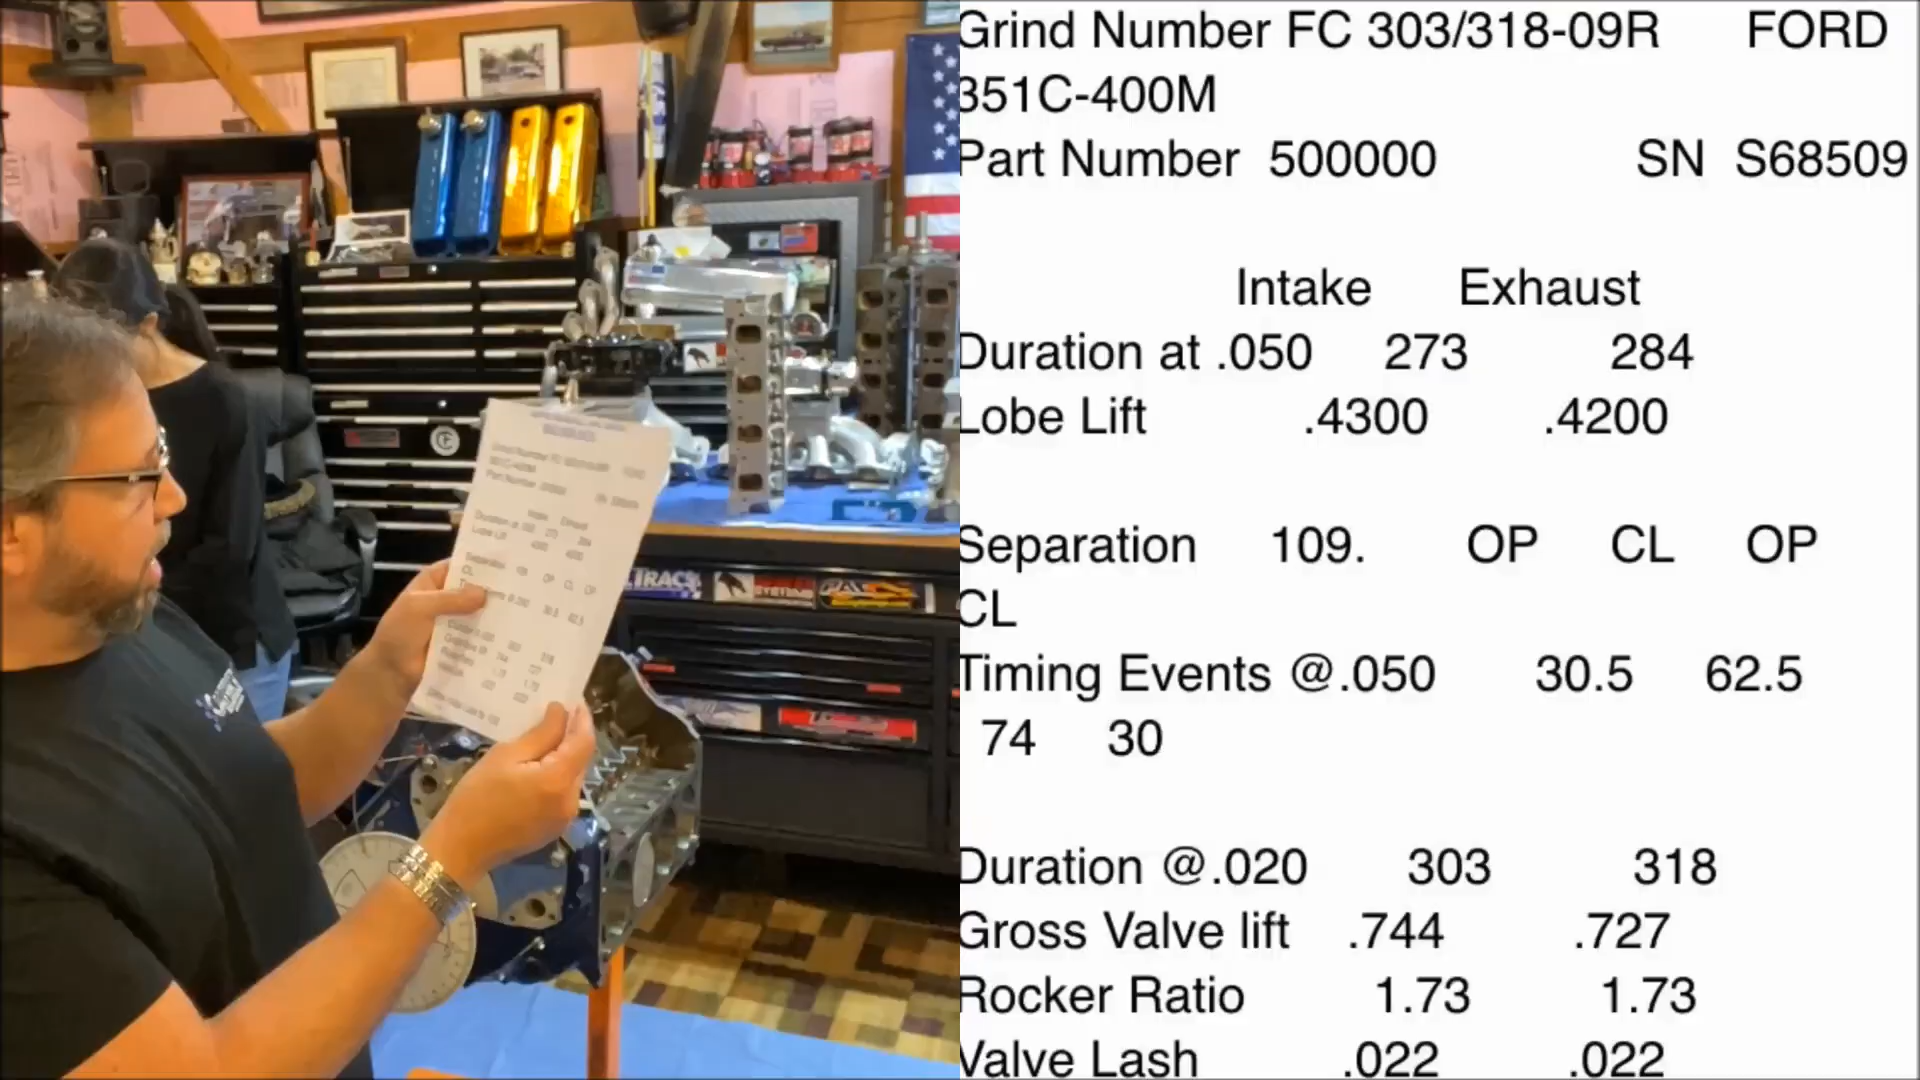 Grind Number FC 303/318-09R FORD
351C-400M
Part Number 500000 SN S68509
Intake Exhaust
Duration at .050 273 284
Lobe Lift .4300 .4200
Separation 109. OP CL OP
CL
Timing Events @.050 30.5 62.5
74 30
Duration @.020 303 318
Gross Valve lift .744 .727
Rocker Ratio 1.73 1.73
Valve Lash .022 .022